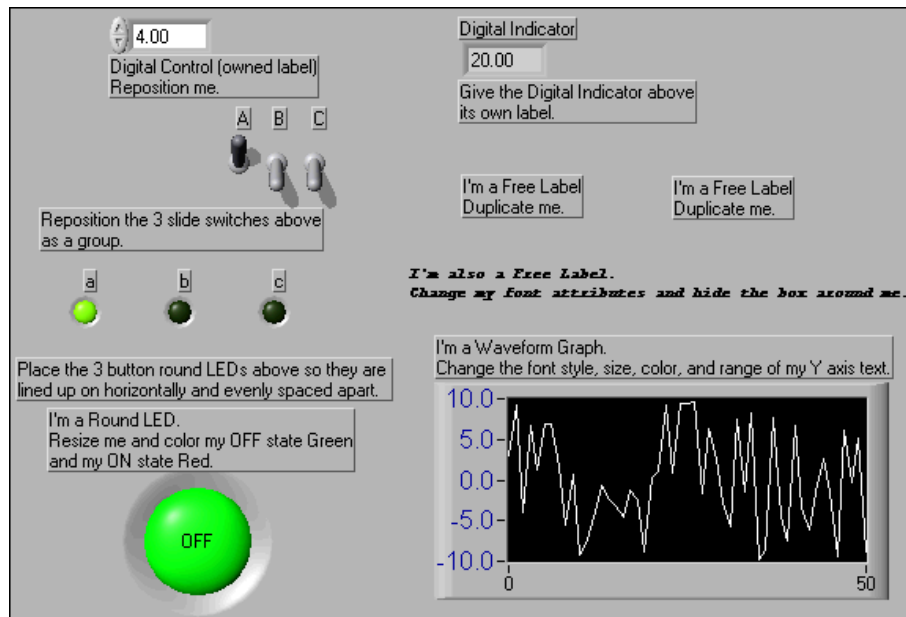 4.00
Digital Control (owned label)
Reposition me.
A B C
Reposition the 3 slide switches above
as a group.
a b c
Place the 3 button round LEDs above so they are
lined up on horizontally and evenly spaced apart.
I'm a Round LED.
Resize me and color my OFF state Green
and my ON state Red.
OFF
Digital Indicator
20.00
Give the Digital Indicator above
its own label.
I'm a Free Label
Duplicate me.
I'm a Free Label
Duplicate me.
I'm also a Free Label.
Change my font attributes and hide the box around me.
I'm a Waveform Graph.
Change the font style, size, color, and range of my Y axis text.
10.0
5.0
0.0
-5.0
-10.0
0 50